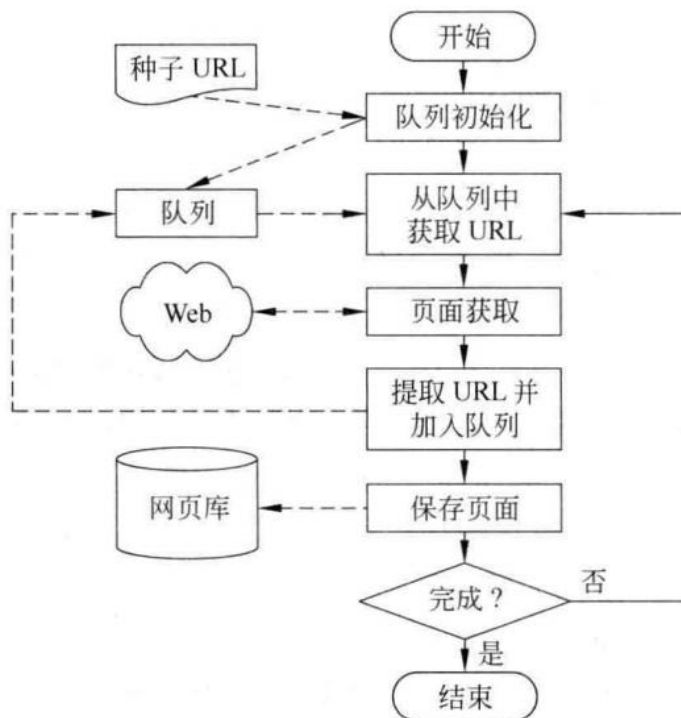 开始
种子 URL
队列初始化
队列
从队列中
获取 URL
Web
页面获取
提取 URL 并
加入队列
网页库
保存页面
完成？
否
是
结束